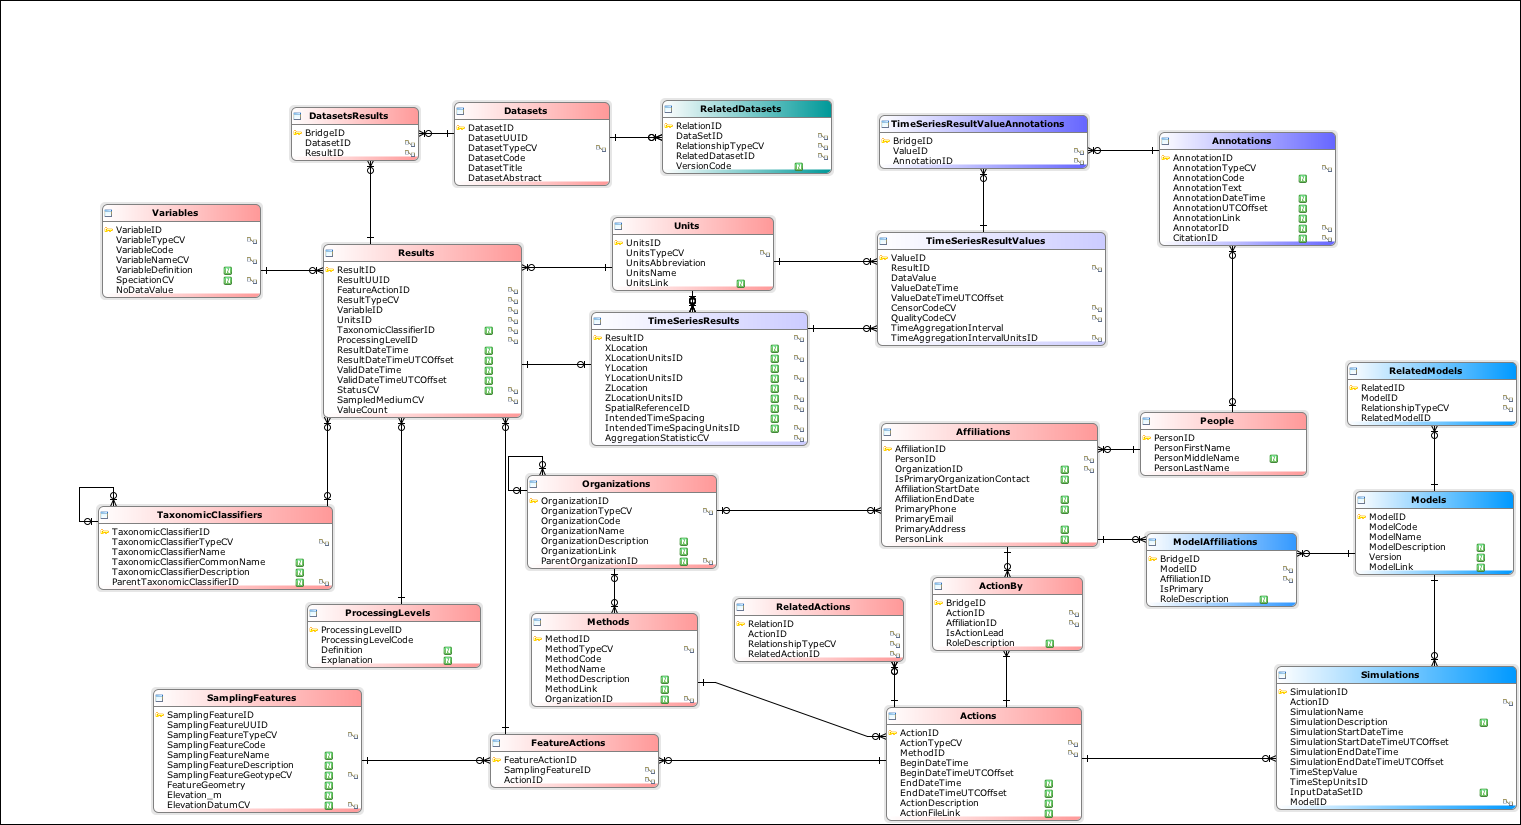 DatasetsResults
BridgeID
DatasetID
ResultID
Datasets
DatasetID
DatasetUUID
DatasetTypeCV
DatasetCode
DatasetTitle
DatasetAbstract
RelatedDatasets
RelationID
DataSetID
RelationshipTypeCV
RelatedDatasetID
VersionCode
N
TimeSeriesResultValueAnnotations
BridgeID
ValueID
AnnotationID
Annotations
AnnotationID
AnnotationTypeCV
AnnotationCode N
AnnotationText
AnnotationDateTime N
AnnotationUTCOffset N
AnnotationLink N
AnnotatorID N
CitationID N
Variables
VariableID
VariableTypeCV
VariableCode
VariableNameCV
VariableDefinition N
SpeciationCV N
NoDataValue
Results
ResultID
ResultUUID
FeatureActionID
ResultTypeCV
VariableID
UnitsID
TaxonomicClassifierID N
ProcessingLevelID
ResultDateTime N
ResultDateTimeUTCOffset N
ValidDateTime N
ValidDateTimeUTCOffset N
StatusCV N
SampledMediumCV
ValueCount
Units
UnitsID
UnitsTypeCV
UnitsAbbreviation
UnitsName
UnitsLink N
TimeSeriesResultValues
ValueID
ResultID
DataValue
ValueDateTime
ValueDateTimeUTCOffset
CensorCodeCV
QualityCodeCV
TimeAggregationInterval
TimeAggregationIntervalUnitsID
TimeSeriesResults
ResultID
XLocation N
XLocationUnitsID N
YLocation N
YLocationUnitsID N
ZLocation N
ZLocationUnitsID N
SpatialReferenceID N
IntendedTimeSpacing N
IntendedTimeSpacingUnitsID N
AggregationStatisticCV
RelatedModels
RelatedID
ModelID
RelationshipTypeCV
RelatedModelID
People
PersonID
PersonFirstName
PersonMiddleName N
PersonLastName
Affiliations
AffiliationID
PersonID
OrganizationID N
IsPrimaryOrganizationContact N
AffiliationStartDate
AffiliationEndDate N
PrimaryPhone N
PrimaryEmail
PrimaryAddress N
PersonLink N
Organizations
OrganizationID
OrganizationTypeCV
OrganizationCode
OrganizationName
OrganizationDescription N
OrganizationLink N
ParentOrganizationID N
TaxonomicClassifiers
TaxonomicClassifierID
TaxonomicClassifierTypeCV
TaxonomicClassifierName
TaxonomicClassifierCommonName N
TaxonomicClassifierDescription N
ParentTaxonomicClassifierID N
Models
ModelID
ModelCode
ModelName
ModelDescription N
Version N
ModelLink N
ModelAffiliations
BridgeID
ModelID
AffiliationID
IsPrimary
RoleDescription N
ActionBy
BridgeID
ActionID
AffiliationID
IsActionLead
RoleDescription N
ProcessingLevels
ProcessingLevelID
ProcessingLevelCode
Definition N
Explanation N
Methods
MethodID
MethodTypeCV
MethodCode
MethodName
MethodDescription N
MethodLink N
OrganizationID N
RelatedActions
RelationID
ActionID
RelationshipTypeCV
RelatedActionID
SamplingFeatures
SamplingFeatureID
SamplingFeatureUUID
SamplingFeatureTypeCV
SamplingFeatureCode
SamplingFeatureName N
SamplingFeatureDescription N
SamplingFeatureGeotypeCV N
FeatureGeometry N
Elevation_m N
ElevationDatumCV N
FeatureActions
FeatureActionID
SamplingFeatureID
ActionID
Actions
ActionID
ActionTypeCV
MethodID
BeginDateTime
BeginDateTimeUTCOffset
EndDateTime N
EndDateTimeUTCOffset N
ActionDescription N
ActionFileLink N
Simulations
SimulationID
ActionID
SimulationName
SimulationDescription N
SimulationStartDateTime
SimulationStartDateTimeUTCOffset
SimulationEndDateTime
SimulationEndDateTimeUTCOffset
TimeStepValue
TimeStepUnitsID
InputDataSetID N
ModelID